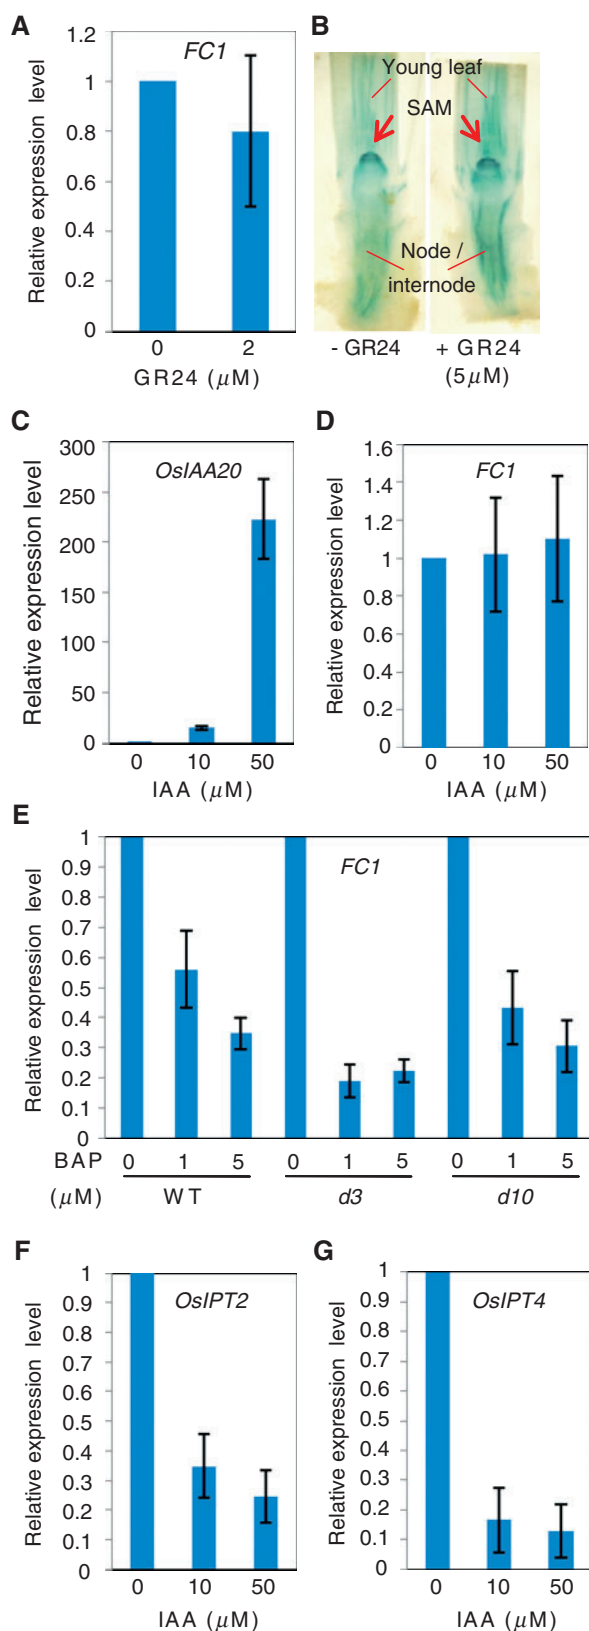 A
FC1
Relative expression level
1.2
1
0.8
0.6
0.4
0.2
0
0 2
GR24 (μM)
B
Young leaf
SAM
Node /
internode
- GR24 + GR24
(5μM)
C
OsIAA20
Relative expression level
300
250
200
150
100
50
0
0 10 50
IAA (μM)
D
FC1
Relative expression level
1.6
1.4
1.2
1
0.8
0.6
0.4
0.2
0
0 10 50
IAA (μM)
E
FC1
Relative expression level
1
0.9
0.8
0.7
0.6
0.5
0.4
0.3
0.2
0.1
0
BAP 0 1 5 0 1 5 0 1 5
(μM) WT d3 d10
F
OsIPT2
Relative expression level
1
0.9
0.8
0.7
0.6
0.5
0.4
0.3
0.2
0.1
0
0 10 50
IAA (μM)
G
OsIPT4
Relative expression level
1
0.9
0.8
0.7
0.6
0.5
0.4
0.3
0.2
0.1
0
0 10 50
IAA (μM)